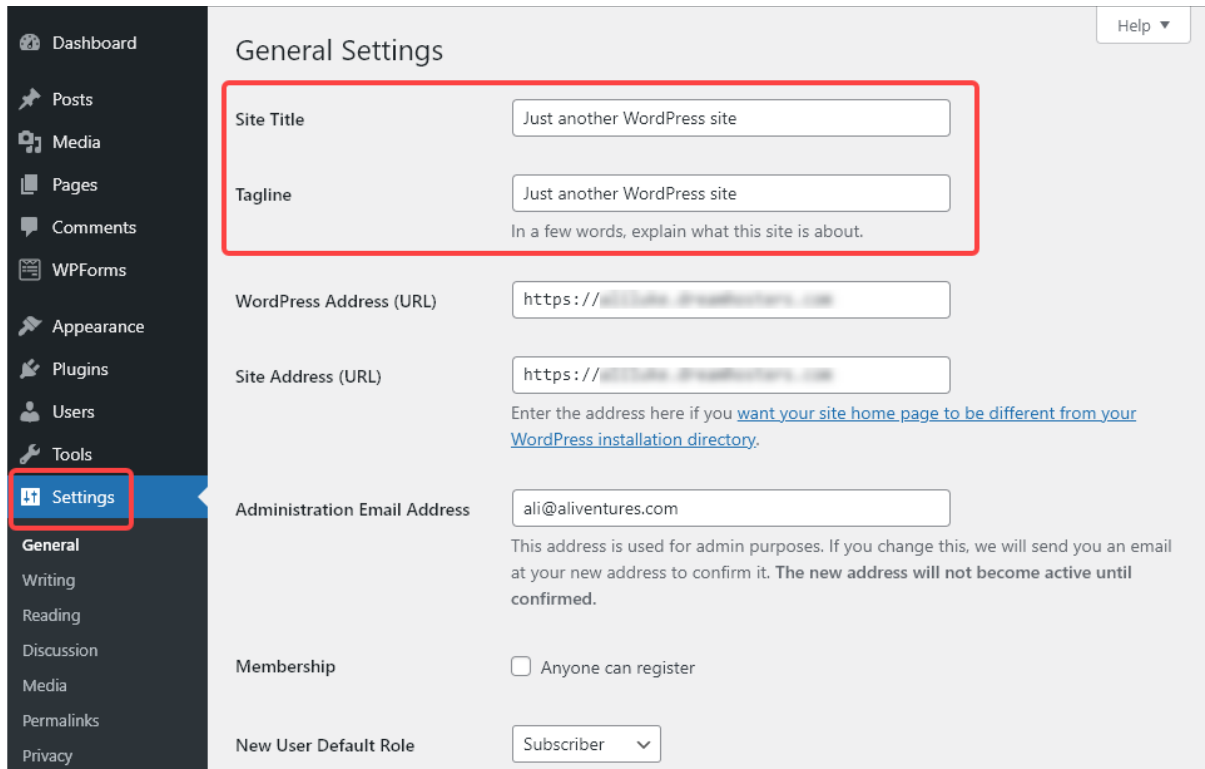 Dashboard
Posts
Media
Pages
Comments
WPForms
Appearance
Plugins
Users
Tools
Settings
General
Writing
Reading
Discussion
Media
Permalinks
Privacy
Help
General Settings
Site Title
Just another WordPress site
Tagline
Just another WordPress site
In a few words, explain what this site is about.
WordPress Address (URL)
https://
Site Address (URL)
https://
Enter the address here if you want your site home page to be different from your
WordPress installation directory.
Administration Email Address
ali@aliventures.com
This address is used for admin purposes. If you change this, we will send you an email
at your new address to confirm it. The new address will not become active until
confirmed.
Membership
Anyone can register
New User Default Role
Subscriber